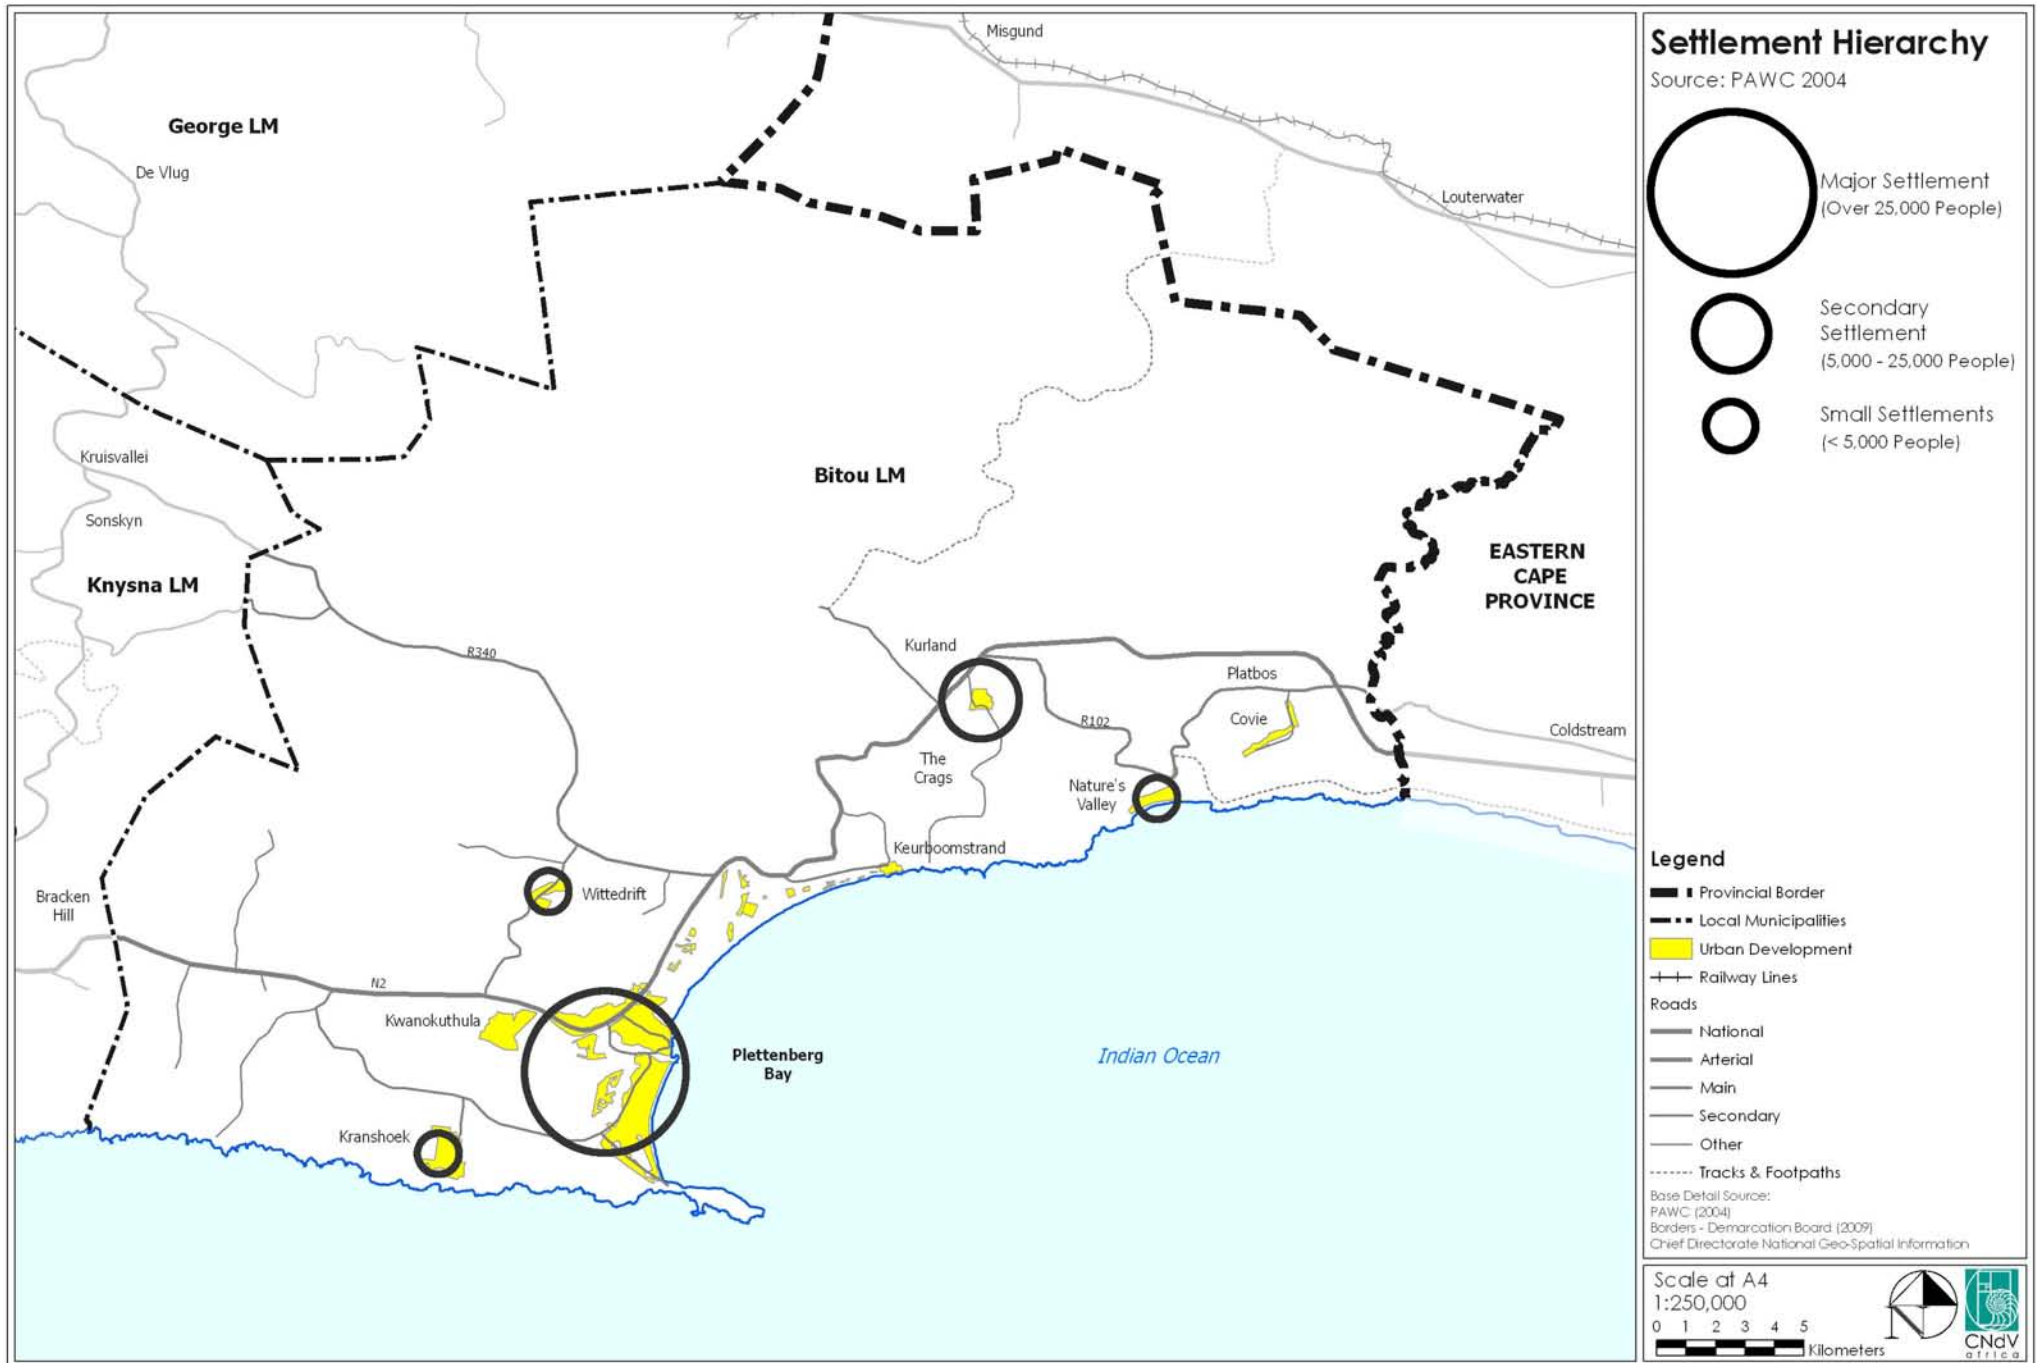 Misgund
George LM
De Vlug
Louterwater
Kruisvallei
Bitou LM
Sonskyn
EASTERN
CAPE
PROVINCE
Knysna LM
R340
Kurland
Platbos
R102
Covie
Coldstream
The
Crags
Nature's
Valley
Keurboomstrand
Bracken
Hill
Wittedrift
N2
Kwanokuthula
Plettenberg
Bay
Indian Ocean
Kranshoek
Settlement Hierarchy
Source: PAWC 2004
Major Settlement
(Over 25,000 People)
Secondary
Settlement
(5,000 - 25,000 People)
Small Settlements
(< 5,000 People)
Legend
Provincial Border
Local Municipalities
Urban Development
Railway Lines
Roads
National
Arterial
Main
Secondary
Other
Tracks & Footpaths
Base Detail Source:
PAWC (2004)
Borders - Demarcation Board (2009)
Chief Directorate National Geo-Spatial Information
Scale at A4
1:250,000
0 1 2 3 4 5
Kilometers
CNdV
africa